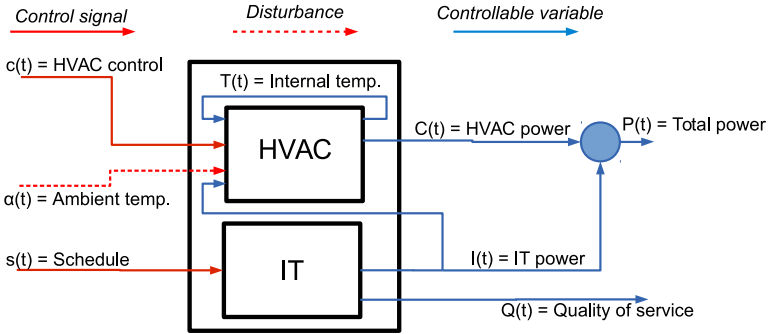 Control signal
Disturbance
Controllable variable
c(t) = HVAC control
T(t) = Internal temp.
HVAC
C(t) = HVAC power
P(t) = Total power
α(t) = Ambient temp.
s(t) = Schedule
IT
I(t) = IT power
Q(t) = Quality of service